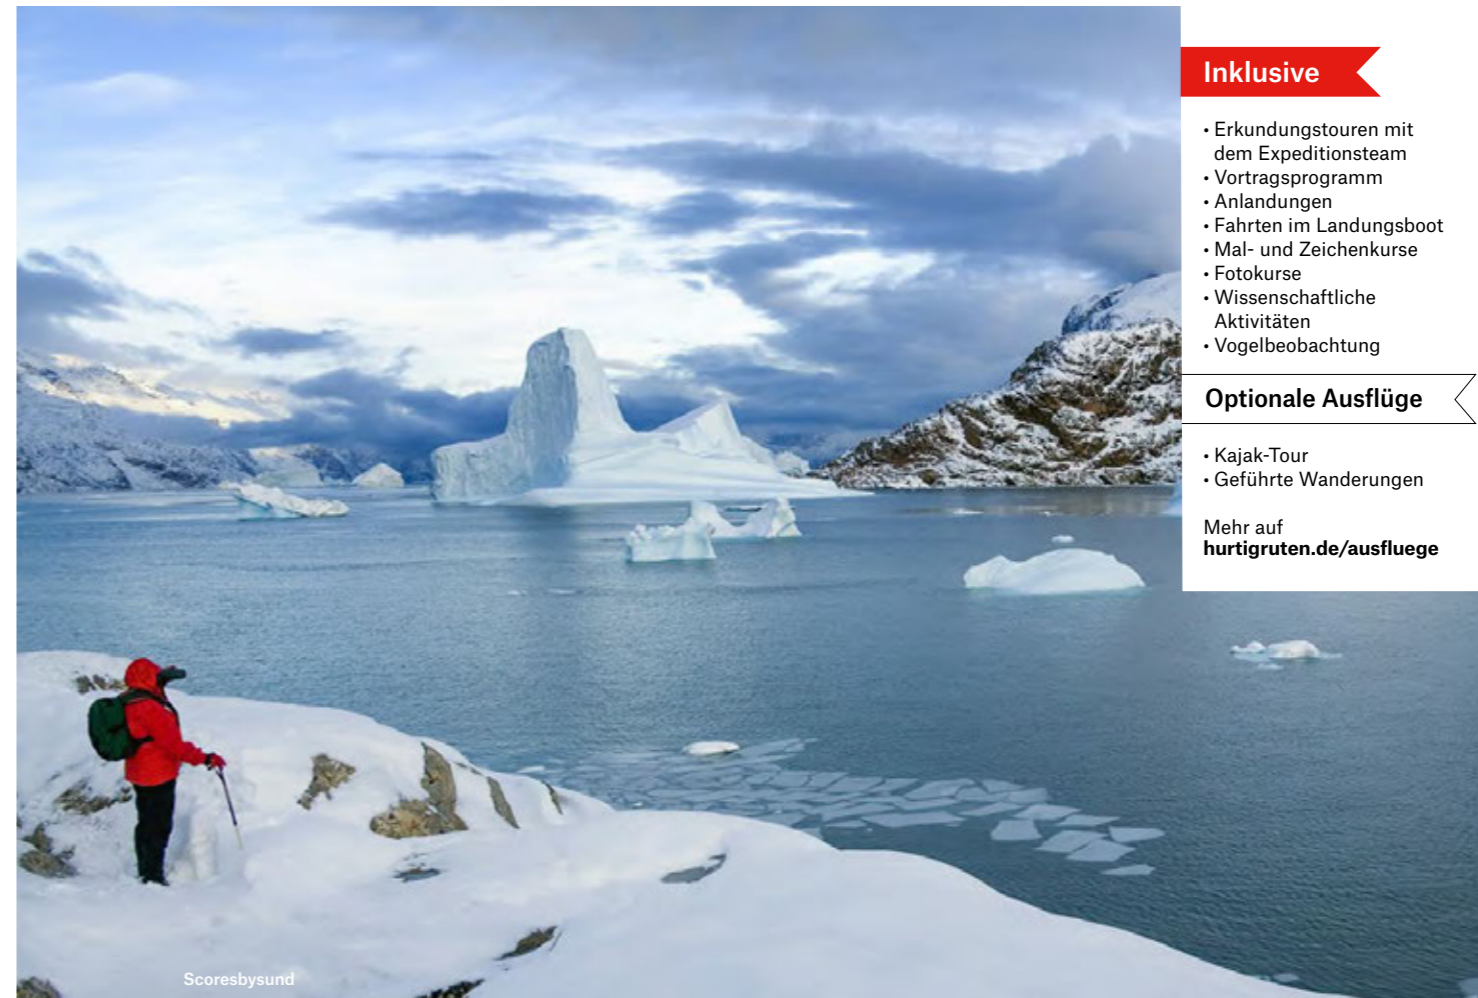 Inklusive
• Erkundungstouren mit
dem Expeditionsteam
• Vortragsprogramm
• Anlandungen
• Fahrten im Landungsboot
• Mal- und Zeichenkurse
• Fotokurse
• Wissenschaftliche
Aktivitäten
• Vogelbeobachtung
Optionale Ausflüge
• Kajak-Tour
• Geführte Wanderungen
Mehr auf
hurtigruten.de/ausfluege
Scoresbysund